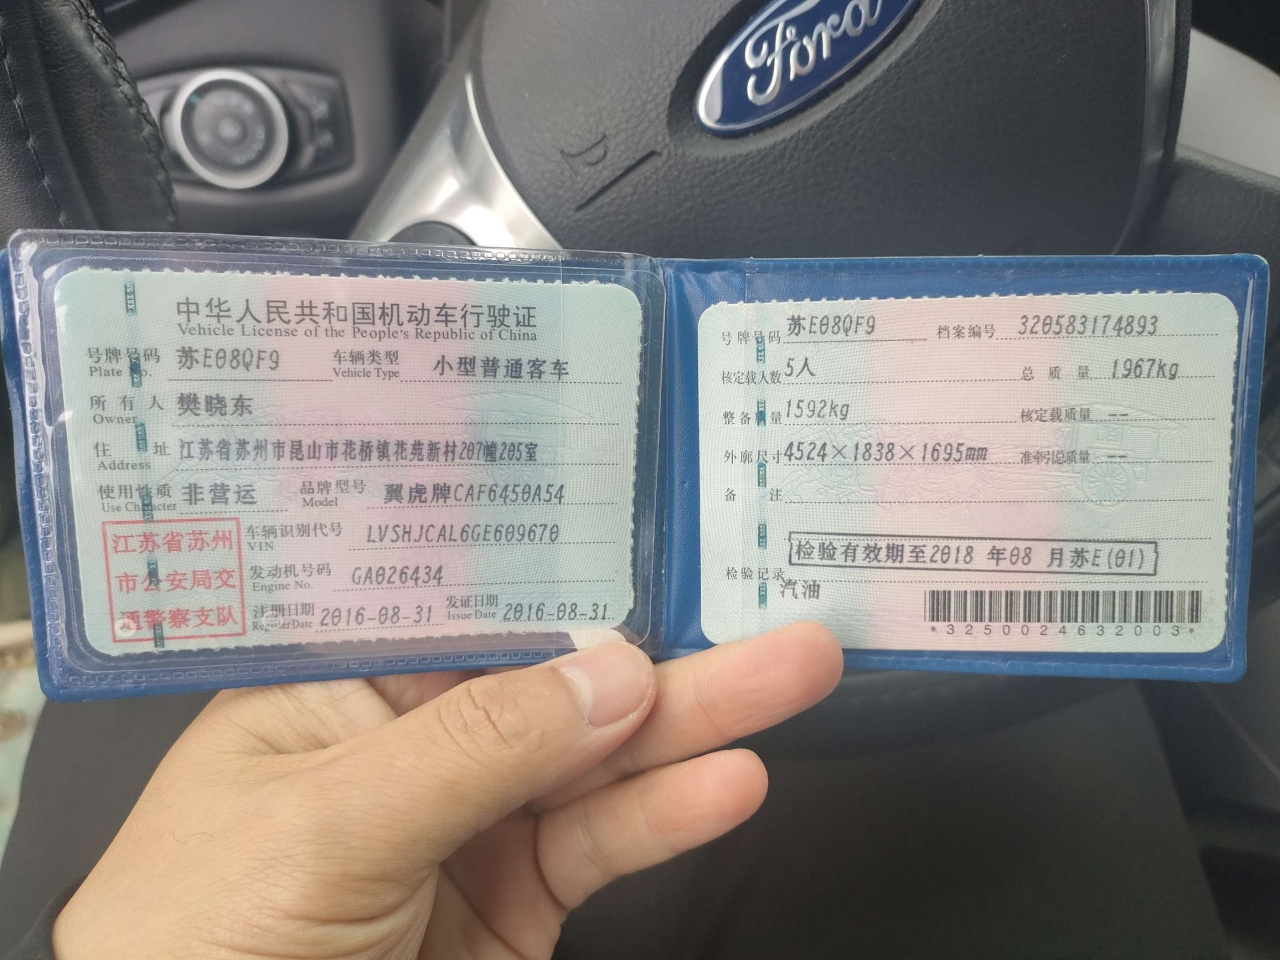 Ford
中华人民共和国机动车行驶证
Vehicle License of the People's Republic of China
号牌号码 Plate No. 苏E08QF9 车辆类型 Vehicle Type 小型普通客车
所有人 Owner 樊晓东
住址 Address 江苏省苏州市昆山市花桥镇花苑新村207幢205室
使用性质 Use Character 非营运 品牌型号 Model 翼虎牌CAF6450A54
江苏省苏州
市公安局交
通警察支队
车辆识别代号 VIN LVSHJCAL6GE609670
发动机号码 Engine No. GA026434
注册日期 Register Date 2016-08-31 发证日期 Issue Date 2016-08-31
号牌号码 苏E08QF9 档案编号 320583174893
核定载人数 5人 总质量 1967kg
整备质量 1592kg 核定载质量 --
外廓尺寸 4524×1838×1695mm 准牵引总质量 --
备注
检验记录 检验有效期至2018 年08 月苏E(01)
汽油
*3250024632003*